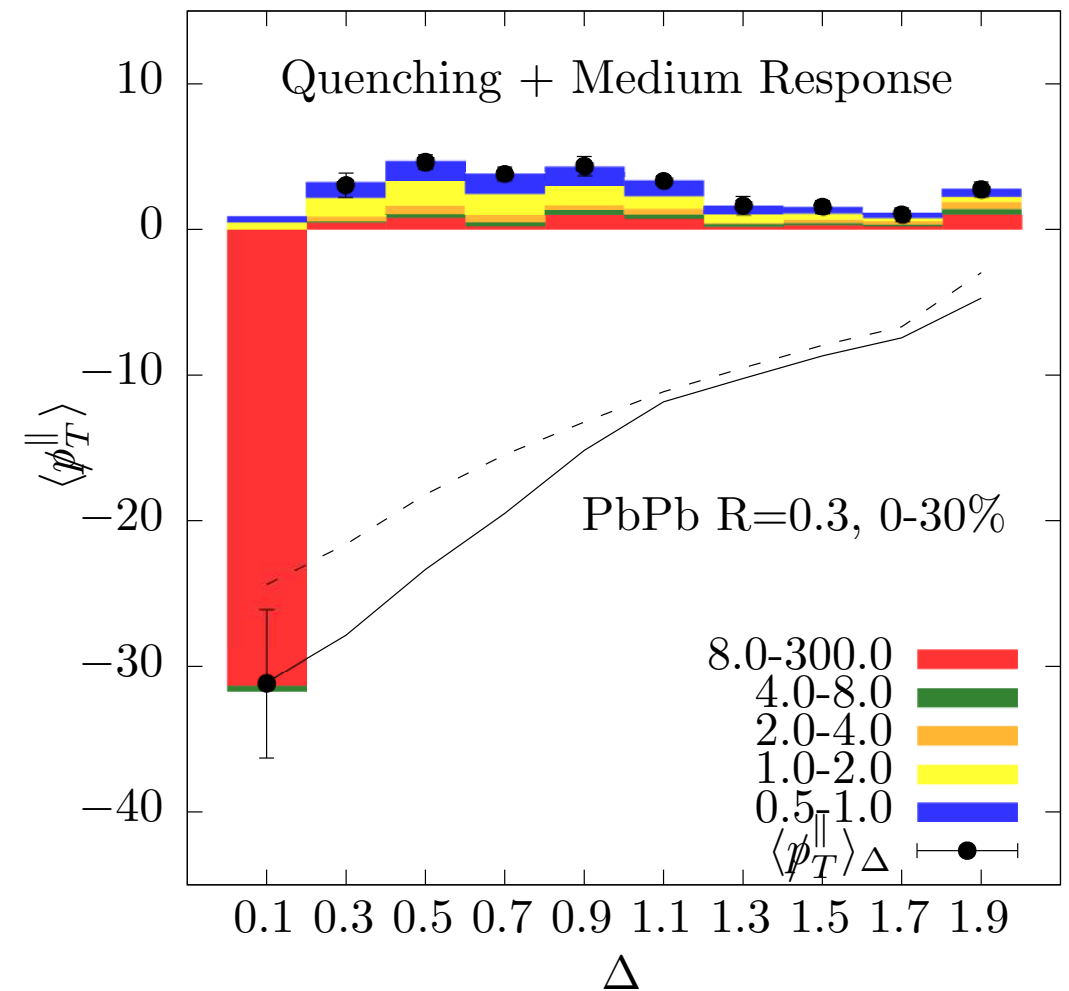 Quenching + Medium Response
10
0
−10
−20
−30
−40
⟨p̸_T^∥⟩
PbPb R=0.3, 0-30%
8.0-300.0
4.0-8.0
2.0-4.0
1.0-2.0
0.5-1.0
⟨p̸_T^∥⟩_Δ
0.1 0.3 0.5 0.7 0.9 1.1 1.3 1.5 1.7 1.9
Δ